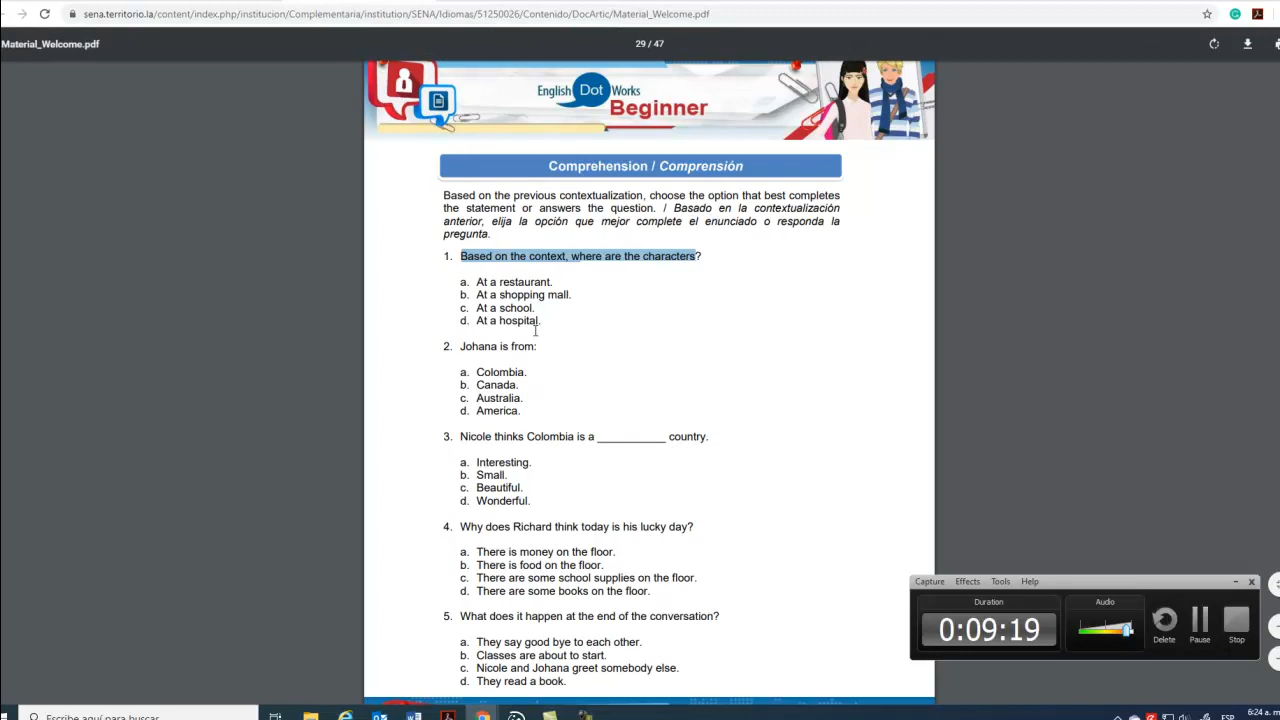 sena.territorio.la/content/index.php/institucion/Complementaria/institution/SENA/Idiomas/51250026/Contenido/DocArtic/Material_Welcome.pdf
Material_Welcome.pdf
29 / 47
English Dot Works
Beginner
Comprehension / Comprensión
Based on the previous contextualization, choose the option that best completes
the statement or answers the question. / Basado en la contextualización
anterior, elija la opción que mejor complete el enunciado o responda la
pregunta.
1. Based on the context, where are the characters?
a. At a restaurant.
b. At a shopping mall.
c. At a school.
d. At a hospital.
2. Johana is from:
a. Colombia.
b. Canada.
c. Australia.
d. America.
3. Nicole thinks Colombia is a ___________ country.
a. Interesting.
b. Small.
c. Beautiful.
d. Wonderful.
4. Why does Richard think today is his lucky day?
a. There is money on the floor.
b. There is food on the floor.
c. There are some school supplies on the floor.
d. There are some books on the floor.
5. What does it happen at the end of the conversation?
a. They say good bye to each other.
b. Classes are about to start.
c. Nicole and Johana greet somebody else.
d. They read a book.
Capture Effects Tools Help
Duration
Audio
0:09:19
Delete
Pause
Stop
Escribe aquí para buscar
ESP
6:24 a.